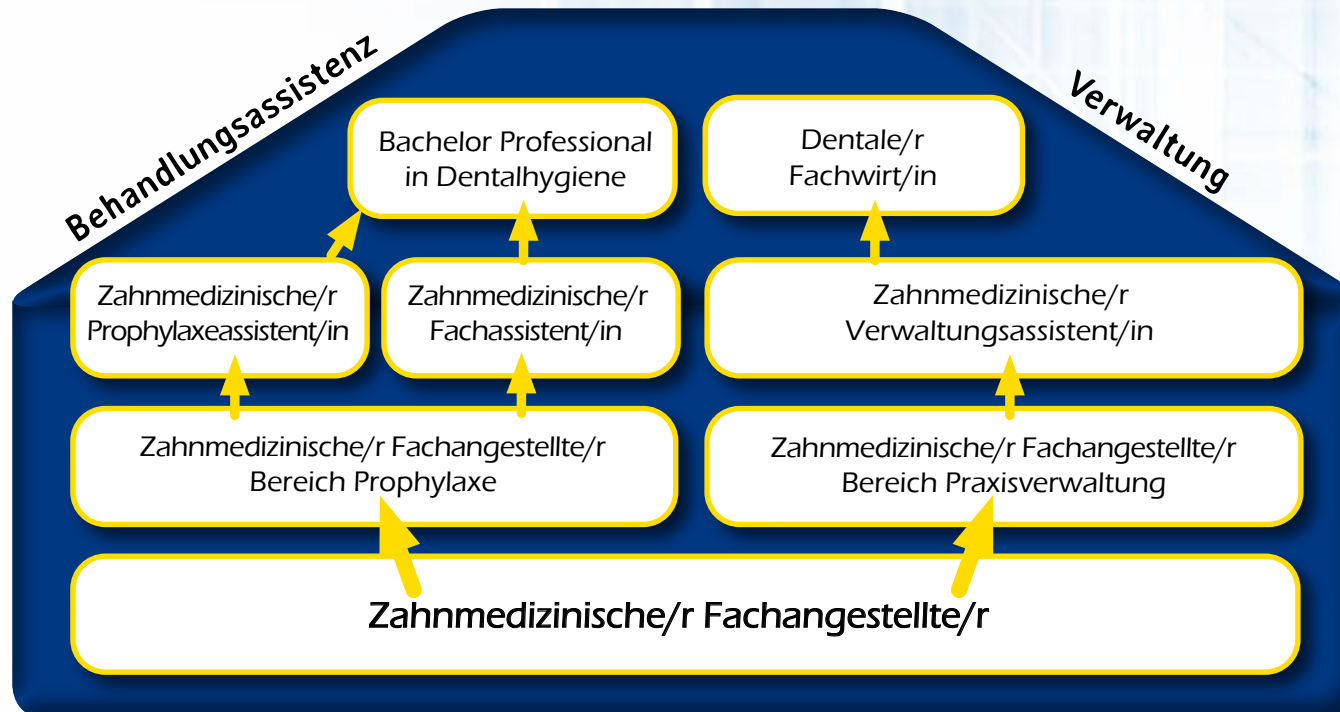 Behandlungsassistenz
Verwaltung
Bachelor Professional
in Dentalhygiene
Dentale/r
Fachwirt/in
Zahnmedizinische/r
Prophylaxeassistent/in
Zahnmedizinische/r
Fachassistent/in
Zahnmedizinische/r
Verwaltungsassistent/in
Zahnmedizinische/r Fachangestellte/r
Bereich Prophylaxe
Zahnmedizinische/r Fachangestellte/r
Bereich Praxisverwaltung
Zahnmedizinische/r Fachangestellte/r